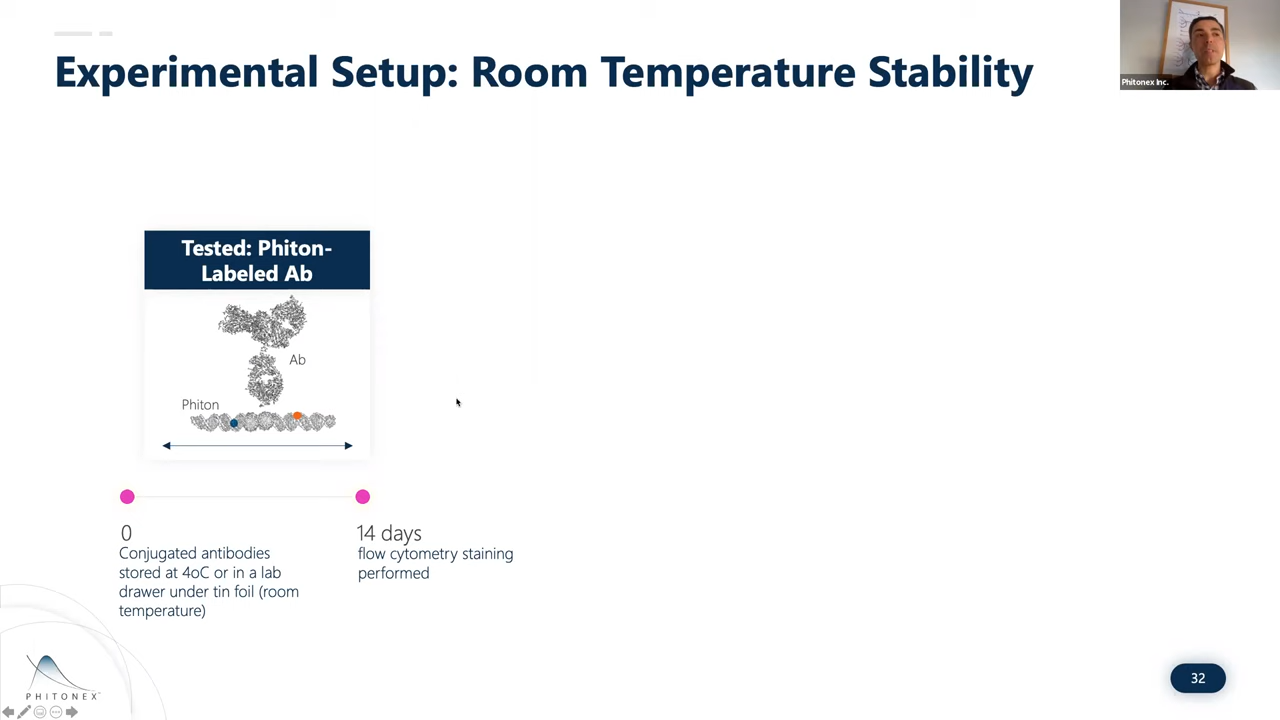 Experimental Setup: Room Temperature Stability
Phitonex Inc.
Tested: Phiton-
Labeled Ab
Ab
Phiton
0
Conjugated antibodies
stored at 4oC or in a lab
drawer under tin foil (room
temperature)
14 days
flow cytometry staining
performed
PHITONEX
32